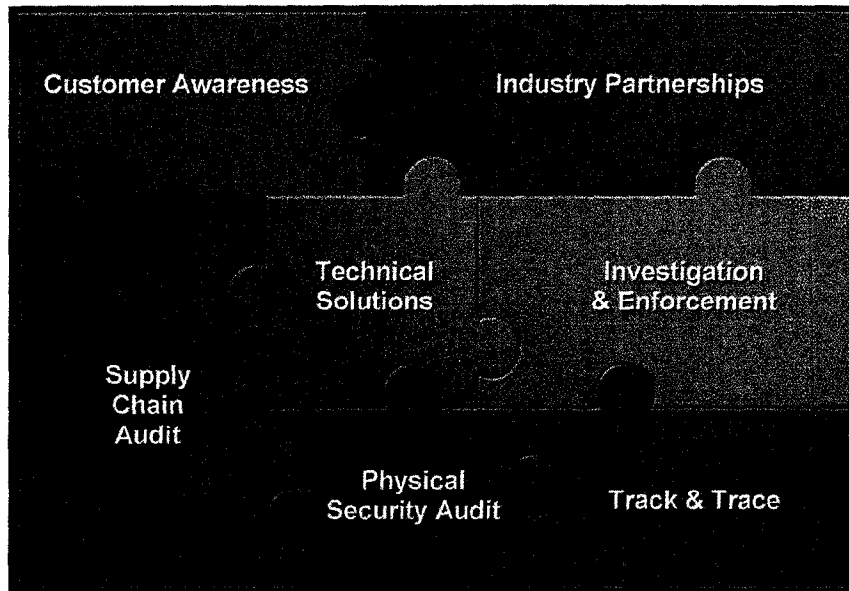 Customer Awareness
Industry Partnerships
Technical
Solutions
Investigation
& Enforcement
Supply
Chain
Audit
Physical
Security Audit
Track & Trace